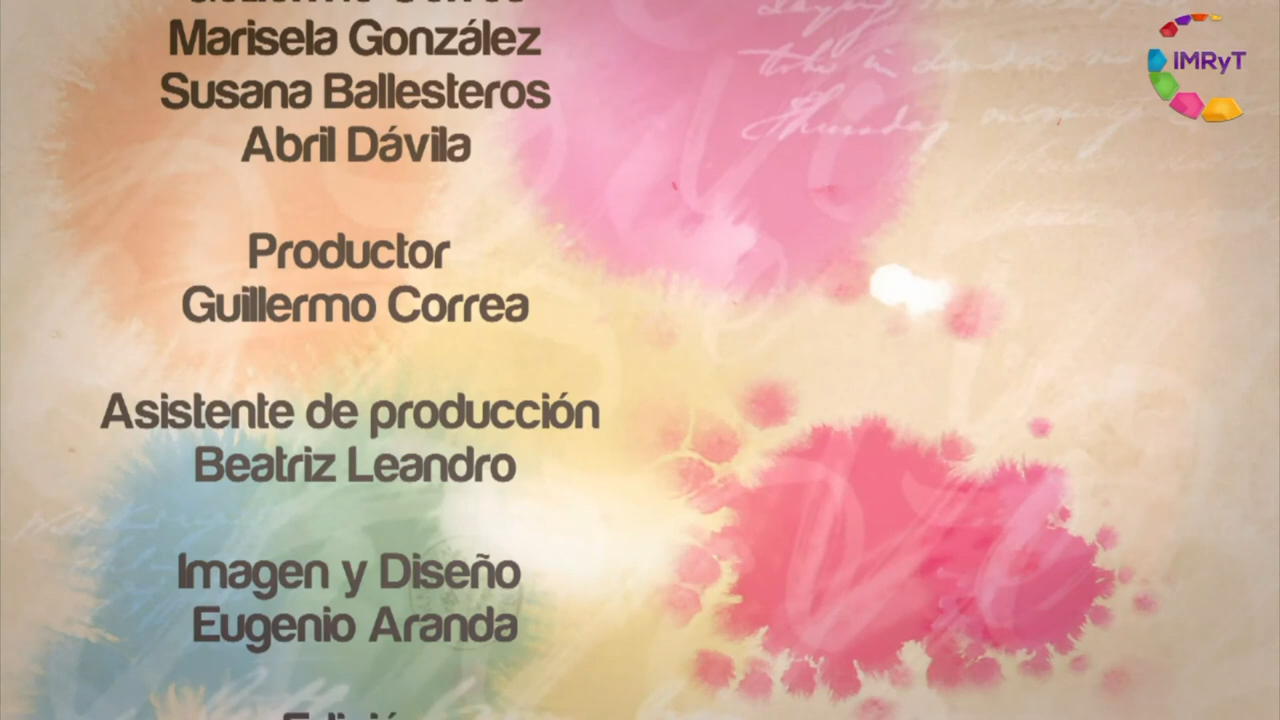 Marisela González
Susana Ballesteros
Abril Dávila
Productor
Guillermo Correa
Asistente de producción
Beatriz Leandro
Imagen y Diseño
Eugenio Aranda
IMRyT
Thursday